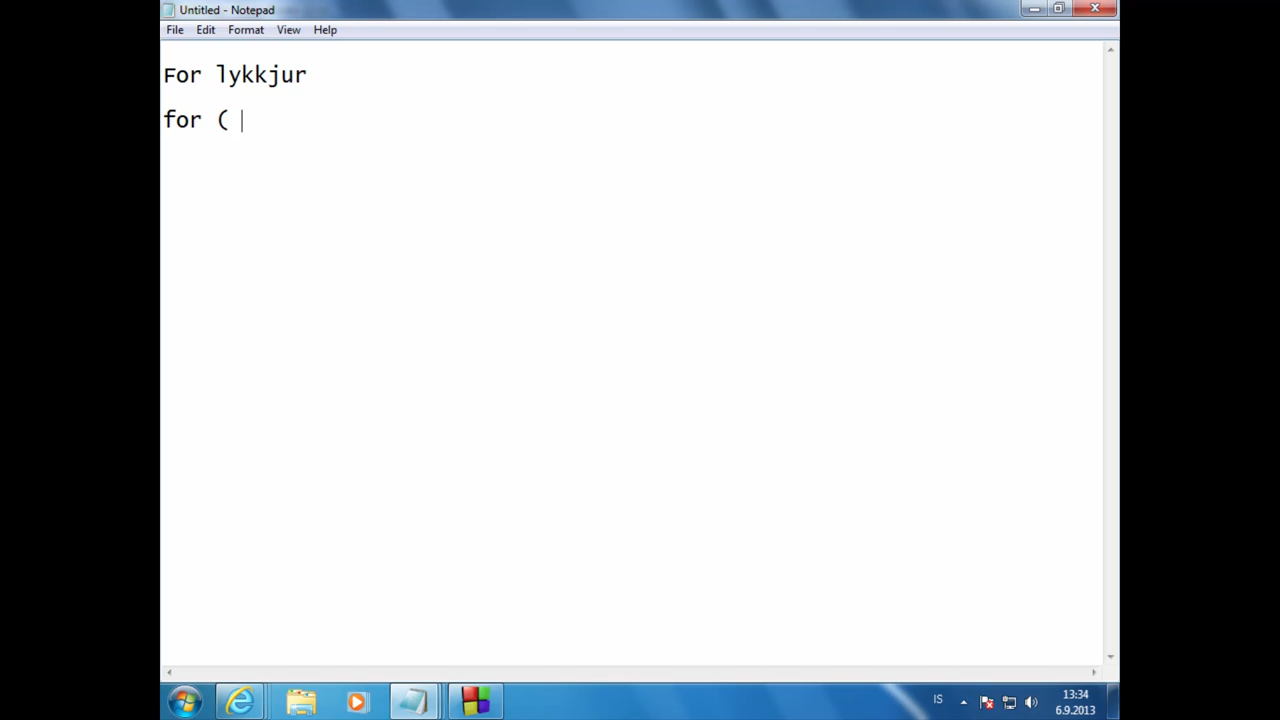 Untitled - Notepad
File Edit Format View Help
For lykkjur
for (
IS
13:34
6.9.2013